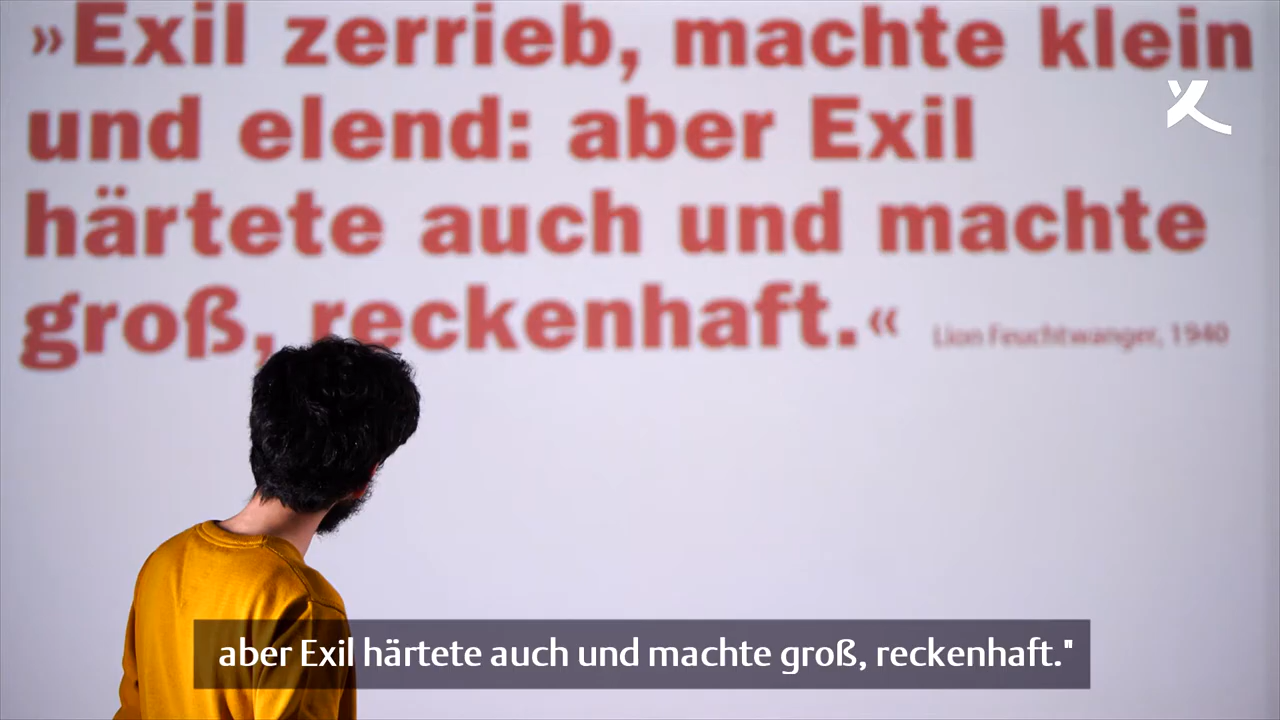 »Exil zerrieb, machte klein
und elend: aber Exil
härtete auch und machte
groß, reckenhaft.« Lion Feuchtwanger, 1940
aber Exil härtete auch und machte groß, reckenhaft."